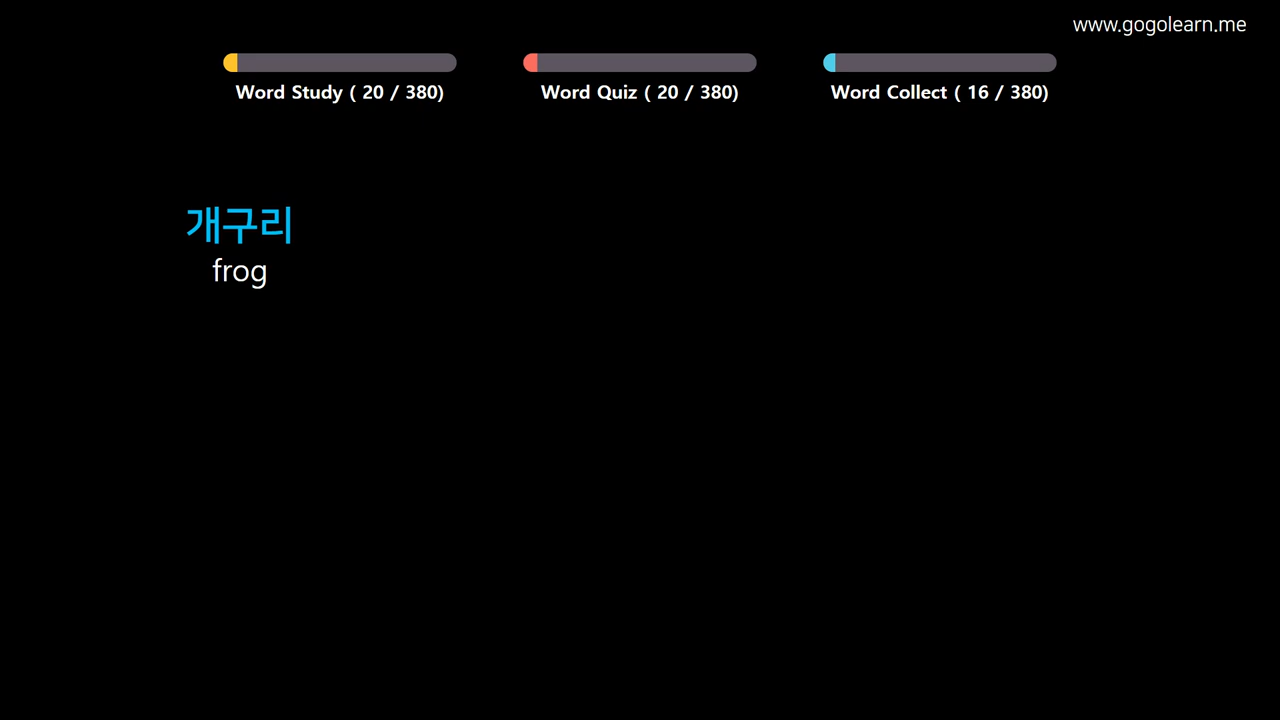 www.gogolearn.me
Word Study ( 20 / 380)
Word Quiz ( 20 / 380)
Word Collect ( 16 / 380)
개구리
frog